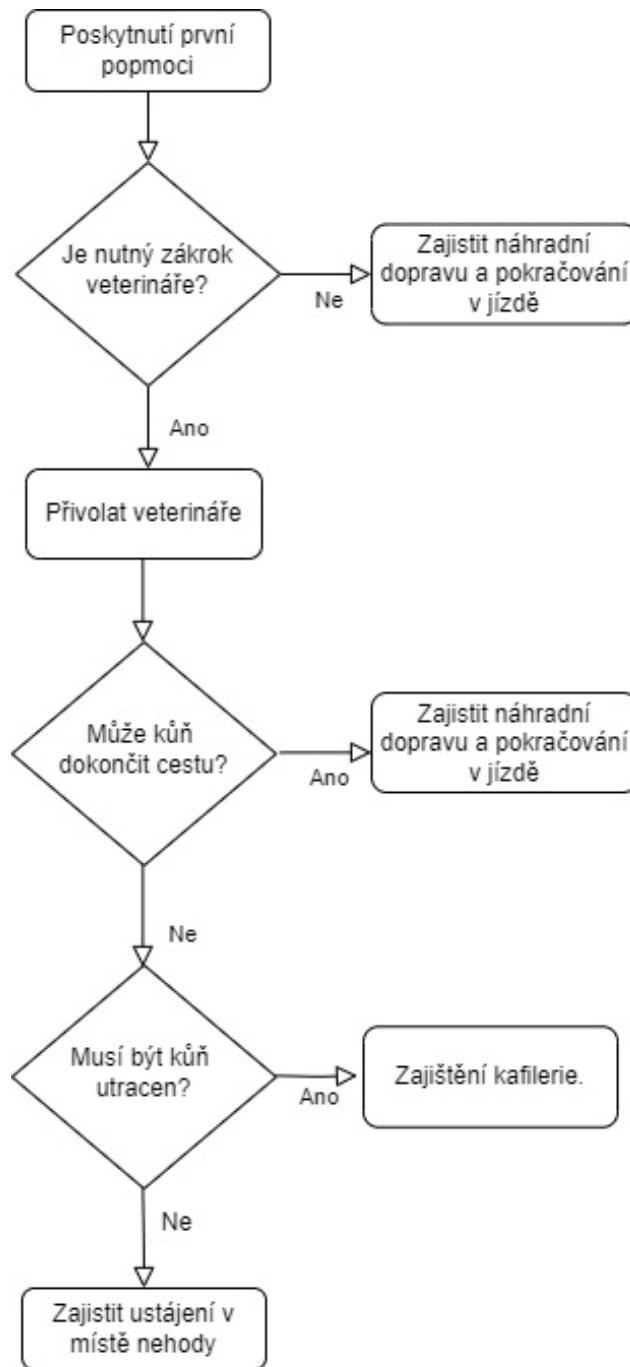 Poskytnutí první
popmoci
Je nutný zákrok
veterináře?
Ne
Zajistit náhradní
dopravu a pokračování
v jízdě
Ano
Přivolat veterináře
Může kůň
dokončit cestu?
Ano
Zajistit náhradní
dopravu a pokračování
v jízdě
Ne
Musí být kůň
utracen?
Ano
Zajištění kafilerie.
Ne
Zajistit ustájení v
místě nehody